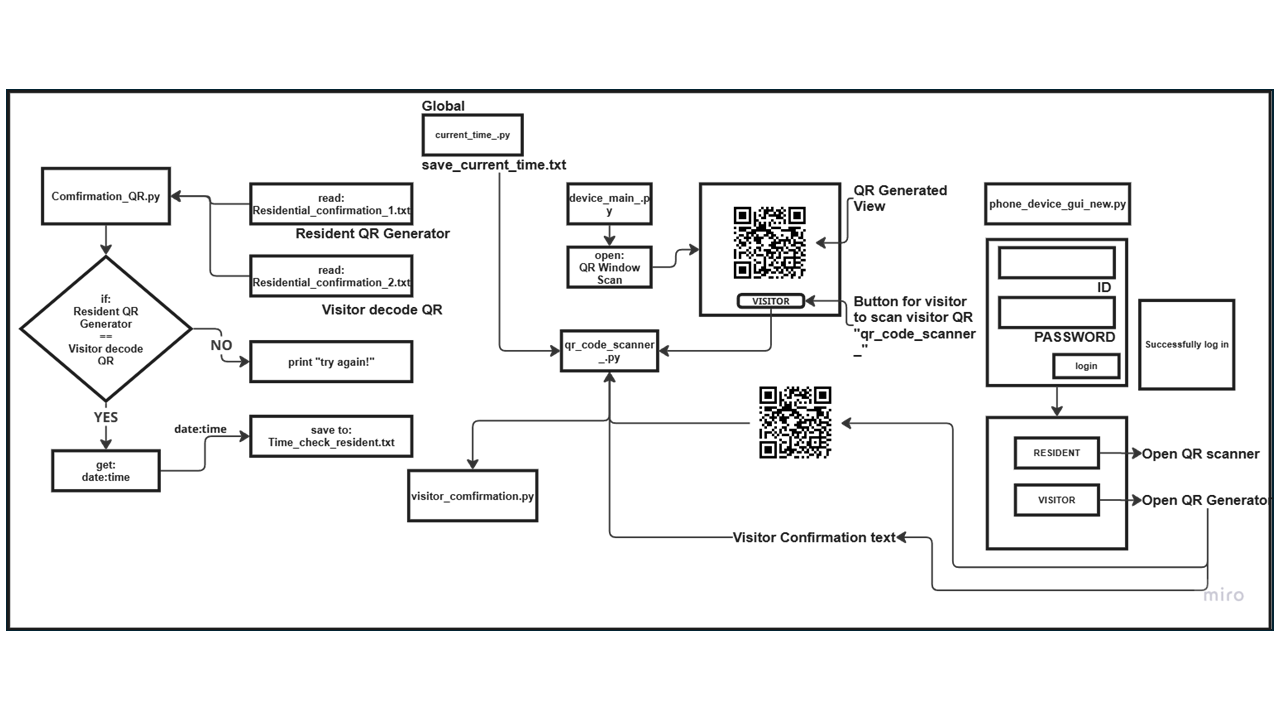 Global
current_time_.py
save_current_time.txt
Comfirmation_QR.py
read:
Residential_confirmation_1.txt
Resident QR Generator
read:
Residential_confirmation_2.txt
Visitor decode QR
if:
Resident QR
Generator
==
Visitor decode
QR
NO
print "try again!"
YES
get:
date:time
date:time
save to:
Time_check_resident.txt
device_main_.p
y
open:
QR Window
Scan
VISITOR
QR Generated
View
Button for visitor
to scan visitor QR
"qr_code_scanner
_"
qr_code_scanner
_.py
visitor_comfirmation.py
Visitor Confirmation text
phone_device_gui_new.py
ID
PASSWORD
login
Successfully log in
RESIDENT
Open QR scanner
VISITOR
Open QR Generator
miro